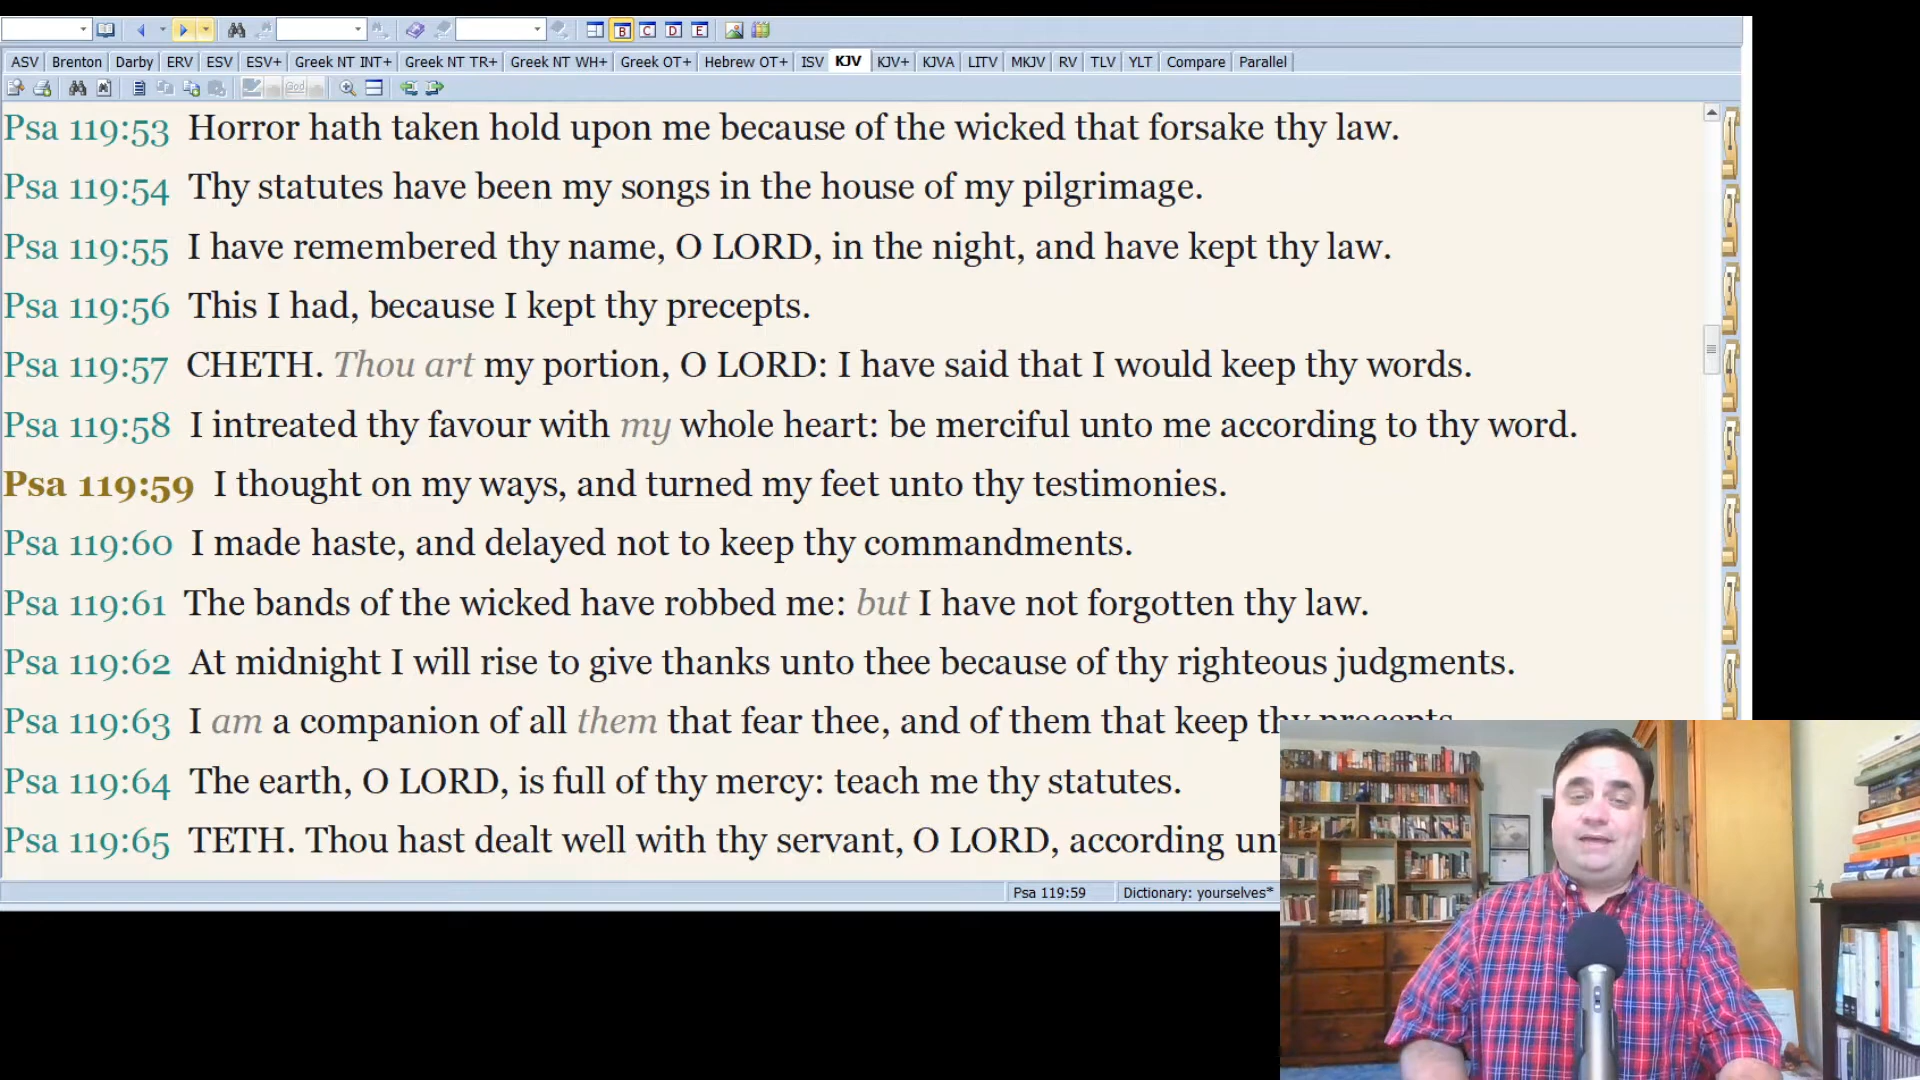 B C D E
ASV Brenton Darby ERV ESV ESV+ Greek NT INT+ Greek NT TR+ Greek NT WH+ Greek OT+ Hebrew OT+ ISV KJV KJV+ KJVA LITV MKJV RV TLV YLT Compare Parallel
God
Psa 119:53 Horror hath taken hold upon me because of the wicked that forsake thy law.
Psa 119:54 Thy statutes have been my songs in the house of my pilgrimage.
Psa 119:55 I have remembered thy name, O LORD, in the night, and have kept thy law.
Psa 119:56 This I had, because I kept thy precepts.
Psa 119:57 CHETH. Thou art my portion, O LORD: I have said that I would keep thy words.
Psa 119:58 I intreated thy favour with my whole heart: be merciful unto me according to thy word.
Psa 119:59 I thought on my ways, and turned my feet unto thy testimonies.
Psa 119:60 I made haste, and delayed not to keep thy commandments.
Psa 119:61 The bands of the wicked have robbed me: but I have not forgotten thy law.
Psa 119:62 At midnight I will rise to give thanks unto thee because of thy righteous judgments.
Psa 119:63 I am a companion of all them that fear thee, and of them that keep thy precepts.
Psa 119:64 The earth, O LORD, is full of thy mercy: teach me thy statutes.
Psa 119:65 TETH. Thou hast dealt well with thy servant, O LORD, according un
1
2
3
4
5
6
7
8
Psa 119:59 Dictionary: yourselves*